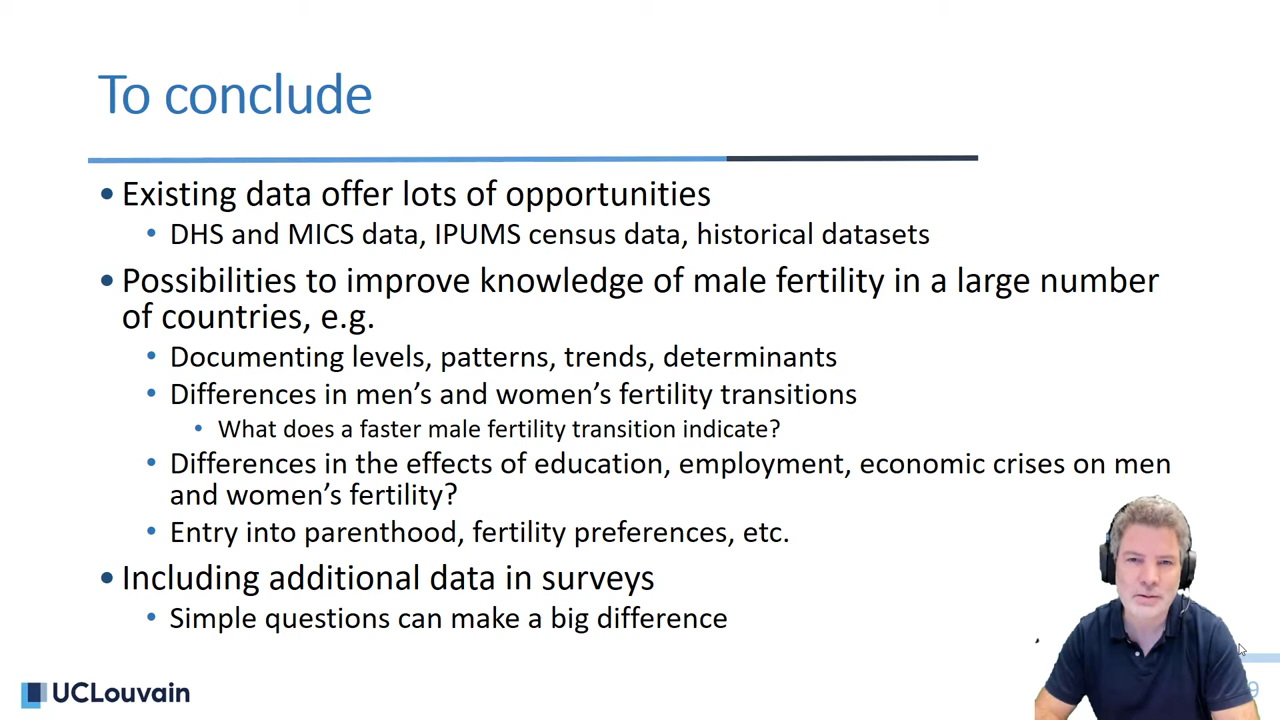 To conclude
• Existing data offer lots of opportunities
• DHS and MICS data, IPUMS census data, historical datasets
• Possibilities to improve knowledge of male fertility in a large number
of countries, e.g.
• Documenting levels, patterns, trends, determinants
• Differences in men's and women's fertility transitions
• What does a faster male fertility transition indicate?
• Differences in the effects of education, employment, economic crises on men
and women's fertility?
• Entry into parenthood, fertility preferences, etc.
• Including additional data in surveys
• Simple questions can make a big difference
UCLouvain